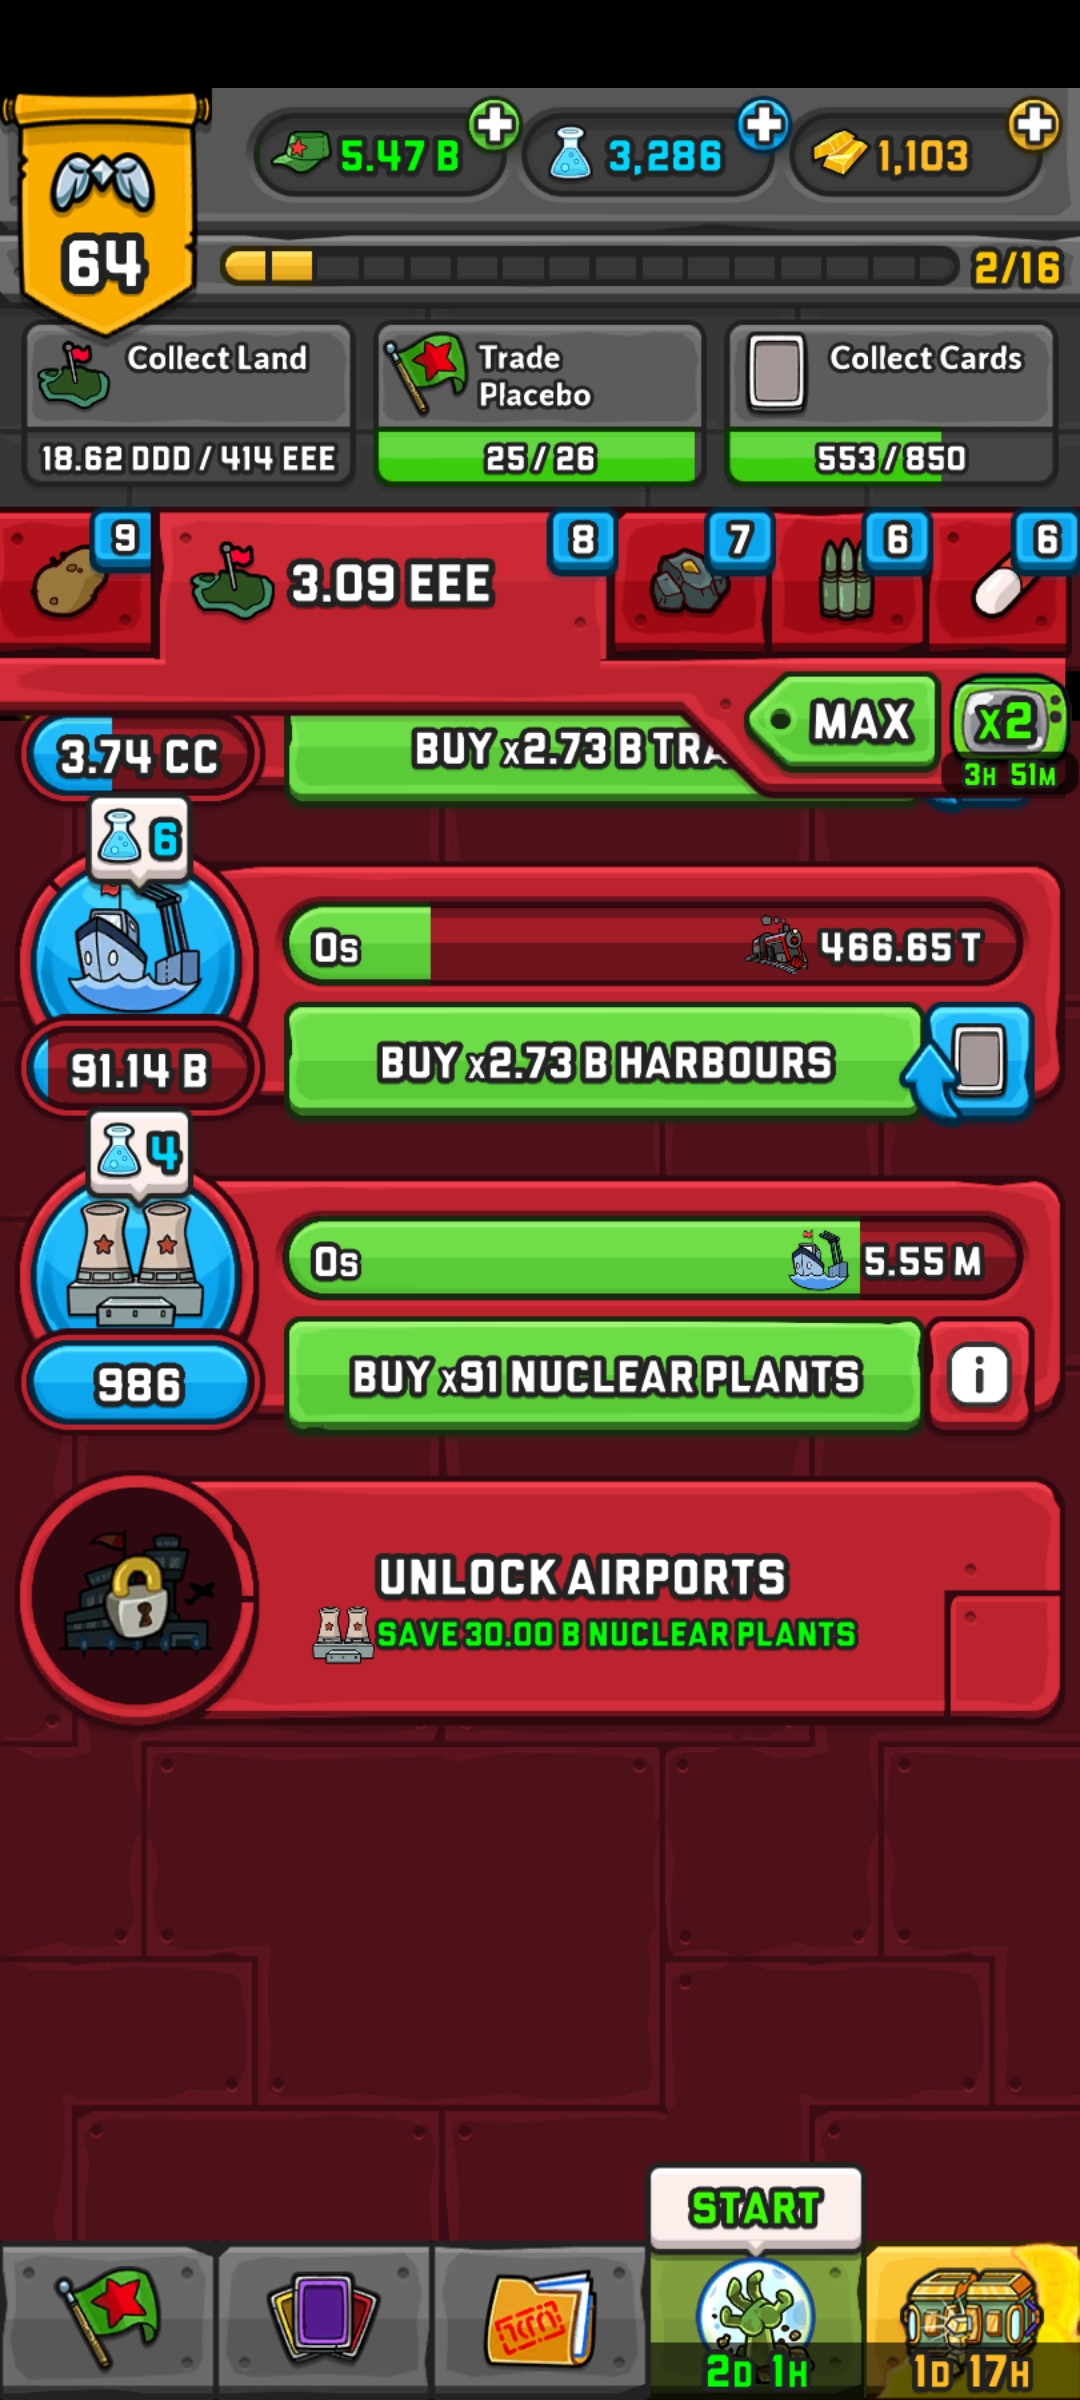 5.47 B
3,286
1,103
64
2/16
Collect Land
18.62 DDD / 414 EEE
Trade
Placebo
25 / 26
Collect Cards
553 / 850
9
3.09 EEE
8
7
6
6
MAX
x2
3H 51M
3.74 CC
BUY x2.73 B TRA
6
0s
466.65 T
91.14 B
BUY x2.73 B HARBOURS
4
0s
5.55 M
986
BUY x91 NUCLEAR PLANTS
i
UNLOCK AIRPORTS
SAVE 30.00 B NUCLEAR PLANTS
START
2D 1H
1D 17H